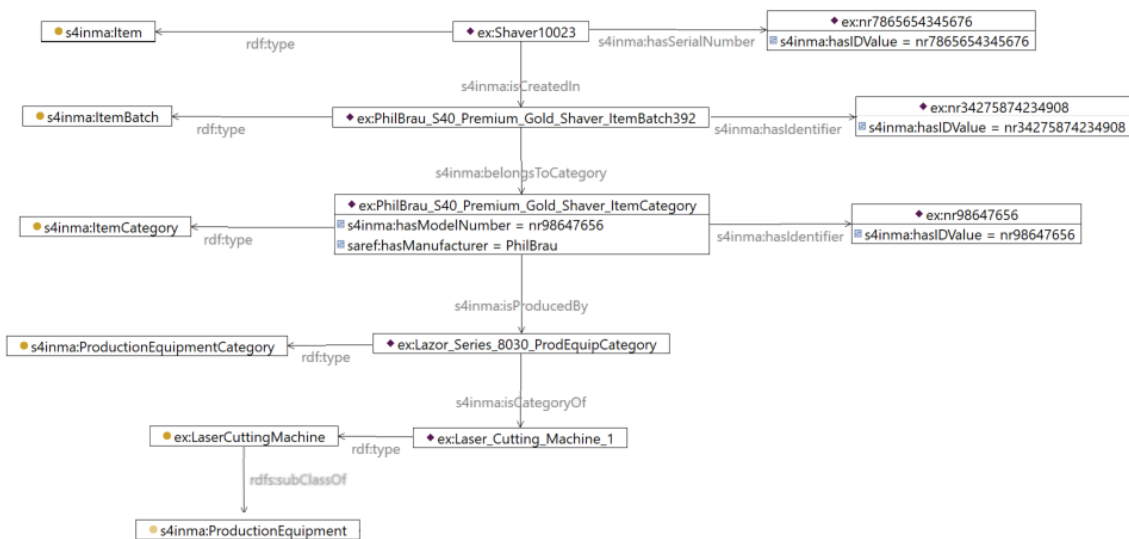 ex:nr7865654345676
s4inma:Item
rdf:type
ex:Shaver10023
s4inma:hasSerialNumber
s4inma:hasIDValue = nr7865654345676
s4inma:isCreatedIn
ex:nr34275874234908
s4inma:ItemBatch
rdf:type
ex:PhilBrau_S40_Premium_Gold_Shaver_ItemBatch392
s4inma:hasIdentifier
s4inma:hasIDValue = nr34275874234908
s4inma:belongsToCategory
ex:PhilBrau_S40_Premium_Gold_Shaver_ItemCategory
ex:nr98647656
s4inma:ItemCategory
rdf:type
s4inma:hasModelNumber = nr98647656
saref:hasManufacturer = PhilBrau
s4inma:hasIdentifier
s4inma:hasIDValue = nr98647656
s4inma:isProducedBy
s4inma:ProductionEquipmentCategory
rdf:type
ex:Lazor_Series_8030_ProdEquipCategory
s4inma:isCategoryOf
ex:LaserCuttingMachine
rdf:type
ex:Laser_Cutting_Machine_1
rdfs:subClassOf
s4inma:ProductionEquipment